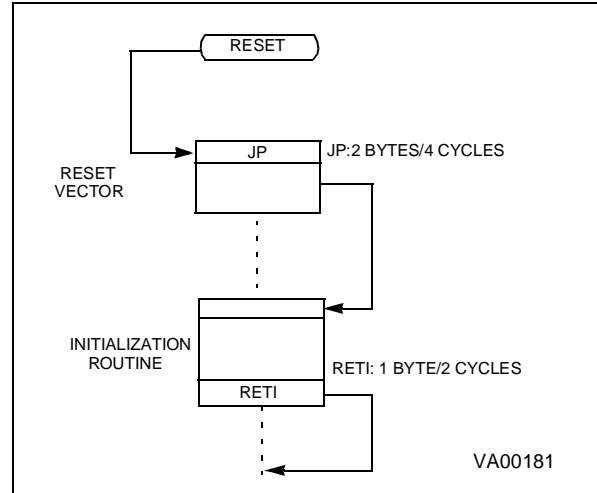 RESET
JP
JP:2 BYTES/4 CYCLES
RESET
VECTOR
INITIALIZATION
ROUTINE
RETI: 1 BYTE/2 CYCLES
RETI
VA00181